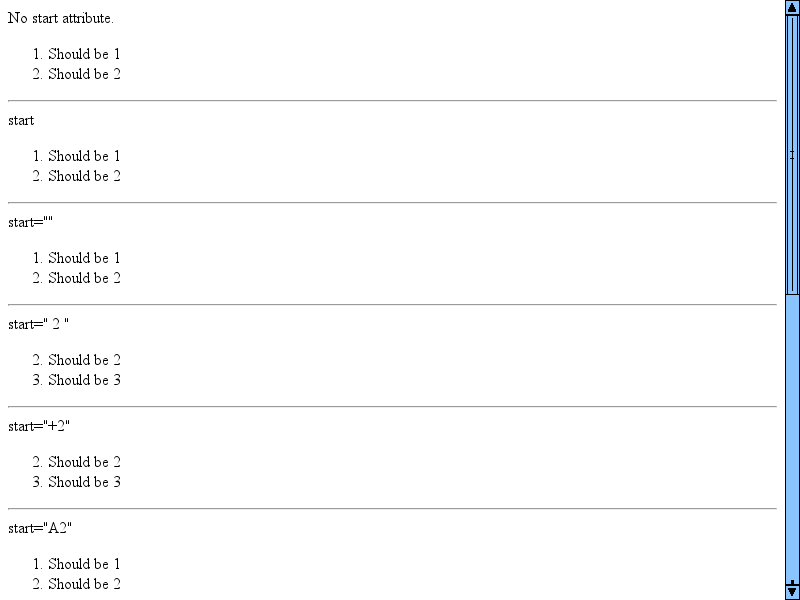 No start attribute.
1. Should be 1
2. Should be 2
start
1. Should be 1
2. Should be 2
start=""
1. Should be 1
2. Should be 2
start=" 2 "
2. Should be 2
3. Should be 3
start="+2"
2. Should be 2
3. Should be 3
start="A2"
1. Should be 1
2. Should be 2